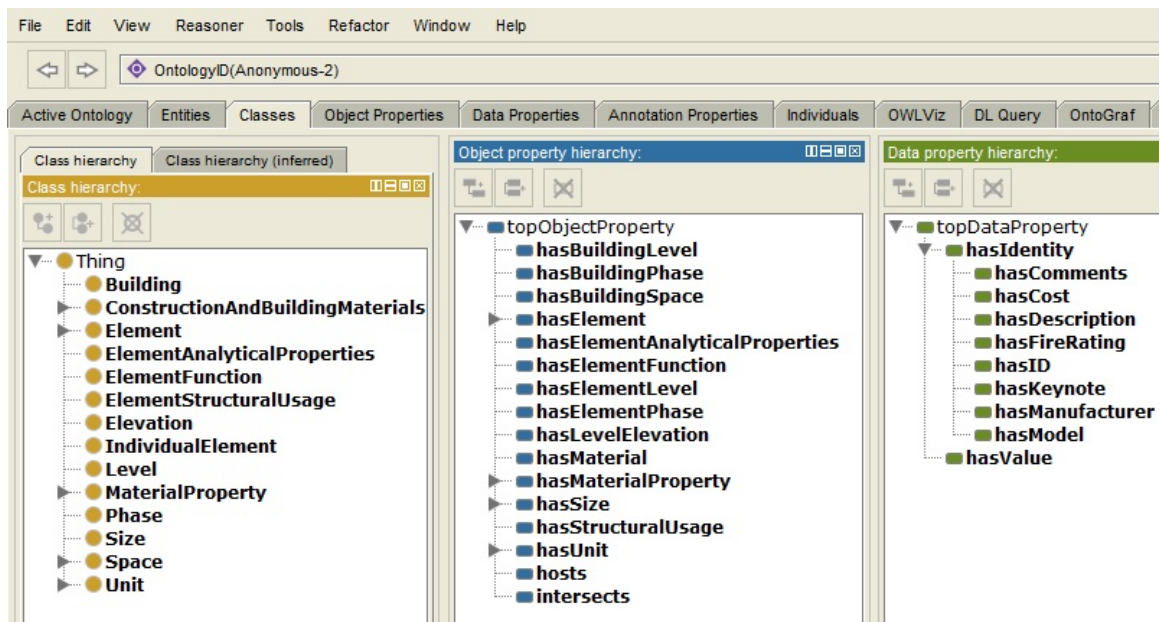 File Edit View Reasoner Tools Refactor Window Help
OntologyID(Anonymous-2)
Active Ontology Entities Classes Object Properties Data Properties Annotation Properties Individuals OWLViz DL Query OntoGraf
Class hierarchy Class hierarchy (inferred)
Class hierarchy:
Thing
Building
ConstructionAndBuildingMaterials
Element
ElementAnalyticalProperties
ElementFunction
ElementStructuralUsage
Elevation
IndividualElement
Level
MaterialProperty
Phase
Size
Space
Unit
Object property hierarchy:
topObjectProperty
hasBuildingLevel
hasBuildingPhase
hasBuildingSpace
hasElement
hasElementAnalyticalProperties
hasElementFunction
hasElementLevel
hasElementPhase
hasLevelElevation
hasMaterial
hasMaterialProperty
hasSize
hasStructuralUsage
hasUnit
hosts
intersects
Data property hierarchy:
topDataProperty
hasIdentity
hasComments
hasCost
hasDescription
hasFireRating
hasID
hasKeynote
hasManufacturer
hasModel
hasValue